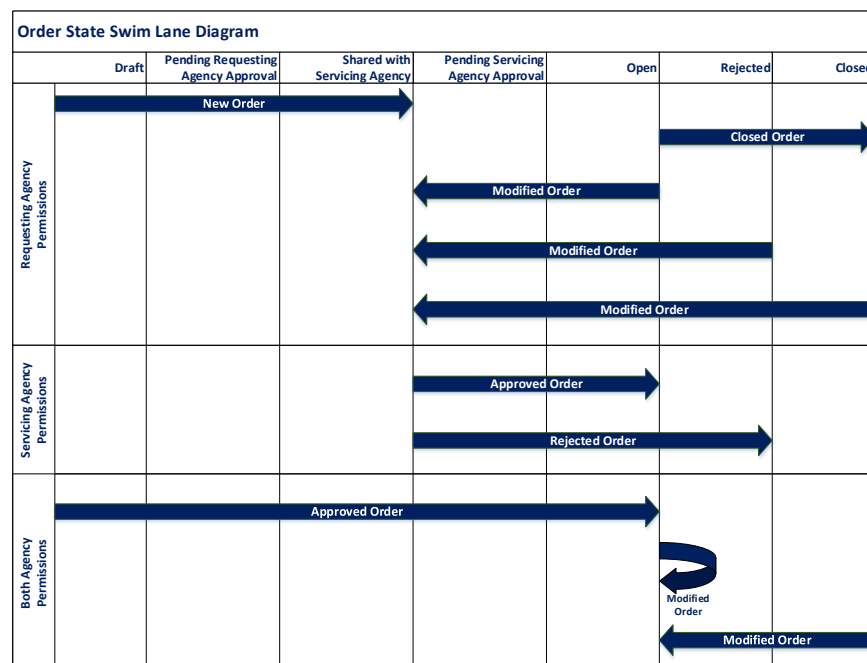 Order State Swim Lane Diagram
Draft
Pending Requesting
Agency Approval
Shared with
Servicing Agency
Pending Servicing
Agency Approval
Open
Rejected
Closed
Requesting Agency
Permissions
New Order
Closed Order
Modified Order
Modified Order
Modified Order
Servicing Agency
Permissions
Approved Order
Rejected Order
Both Agency
Permissions
Approved Order
Modified
Order
Modified Order